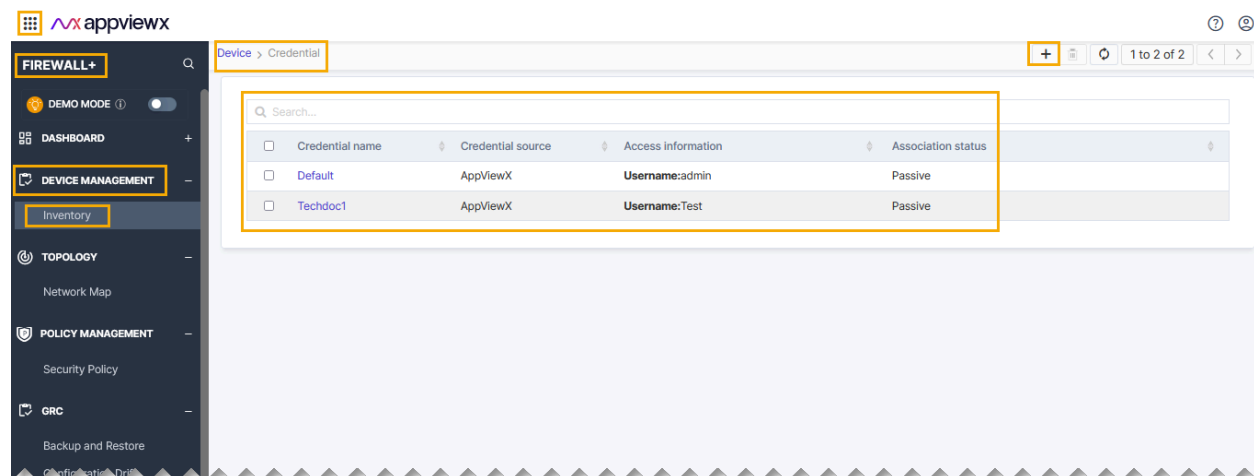 appviewx
FIREWALL+
Device > Credential
1 to 2 of 2
DEMO MODE
DASHBOARD
DEVICE MANAGEMENT
Inventory
TOPOLOGY
Network Map
POLICY MANAGEMENT
Security Policy
GRC
Backup and Restore
Configuration Drift
Search...
Credential name Credential source Access information Association status
Default AppViewX Username:admin Passive
Techdoc1 AppViewX Username:Test Passive